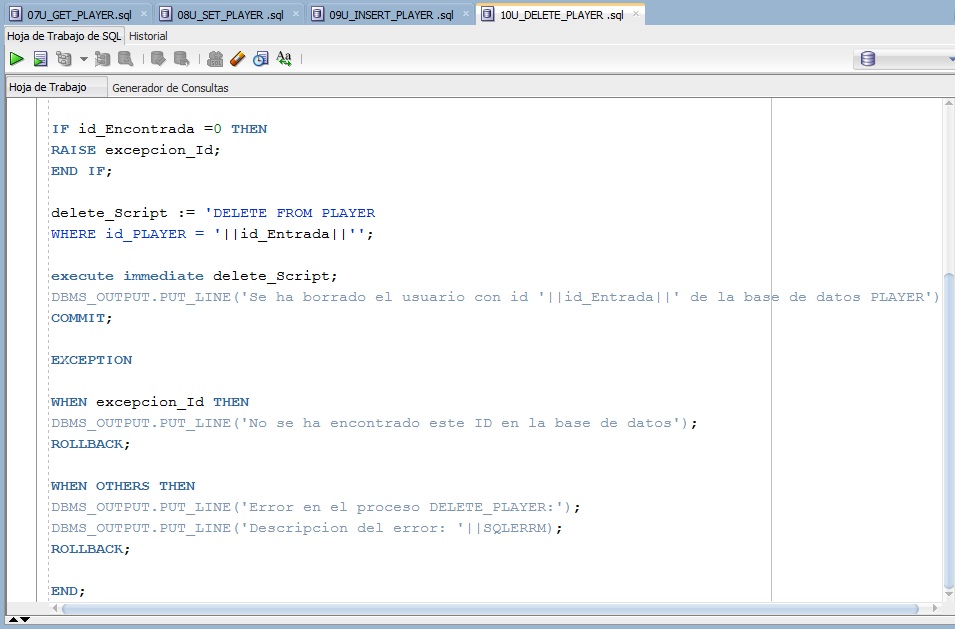 07U_GET_PLAYER.sql 08U_SET_PLAYER .sql 09U_INSERT_PLAYER .sql 10U_DELETE_PLAYER .sql
Hoja de Trabajo de SQL Historial
Aa
Hoja de Trabajo Generador de Consultas
IF id_Encontrada =0 THEN
RAISE excepcion_Id;
END IF;
delete_Script := 'DELETE FROM PLAYER
WHERE id_PLAYER = '||id_Entrada||'';
execute immediate delete_Script;
DBMS_OUTPUT.PUT_LINE('Se ha borrado el usuario con id '||id_Entrada||' de la base de datos PLAYER')
COMMIT;
EXCEPTION
WHEN excepcion_Id THEN
DBMS_OUTPUT.PUT_LINE('No se ha encontrado este ID en la base de datos');
ROLLBACK;
WHEN OTHERS THEN
DBMS_OUTPUT.PUT_LINE('Error en el proceso DELETE_PLAYER:');
DBMS_OUTPUT.PUT_LINE('Descripcion del error: '||SQLERRM);
ROLLBACK;
END;